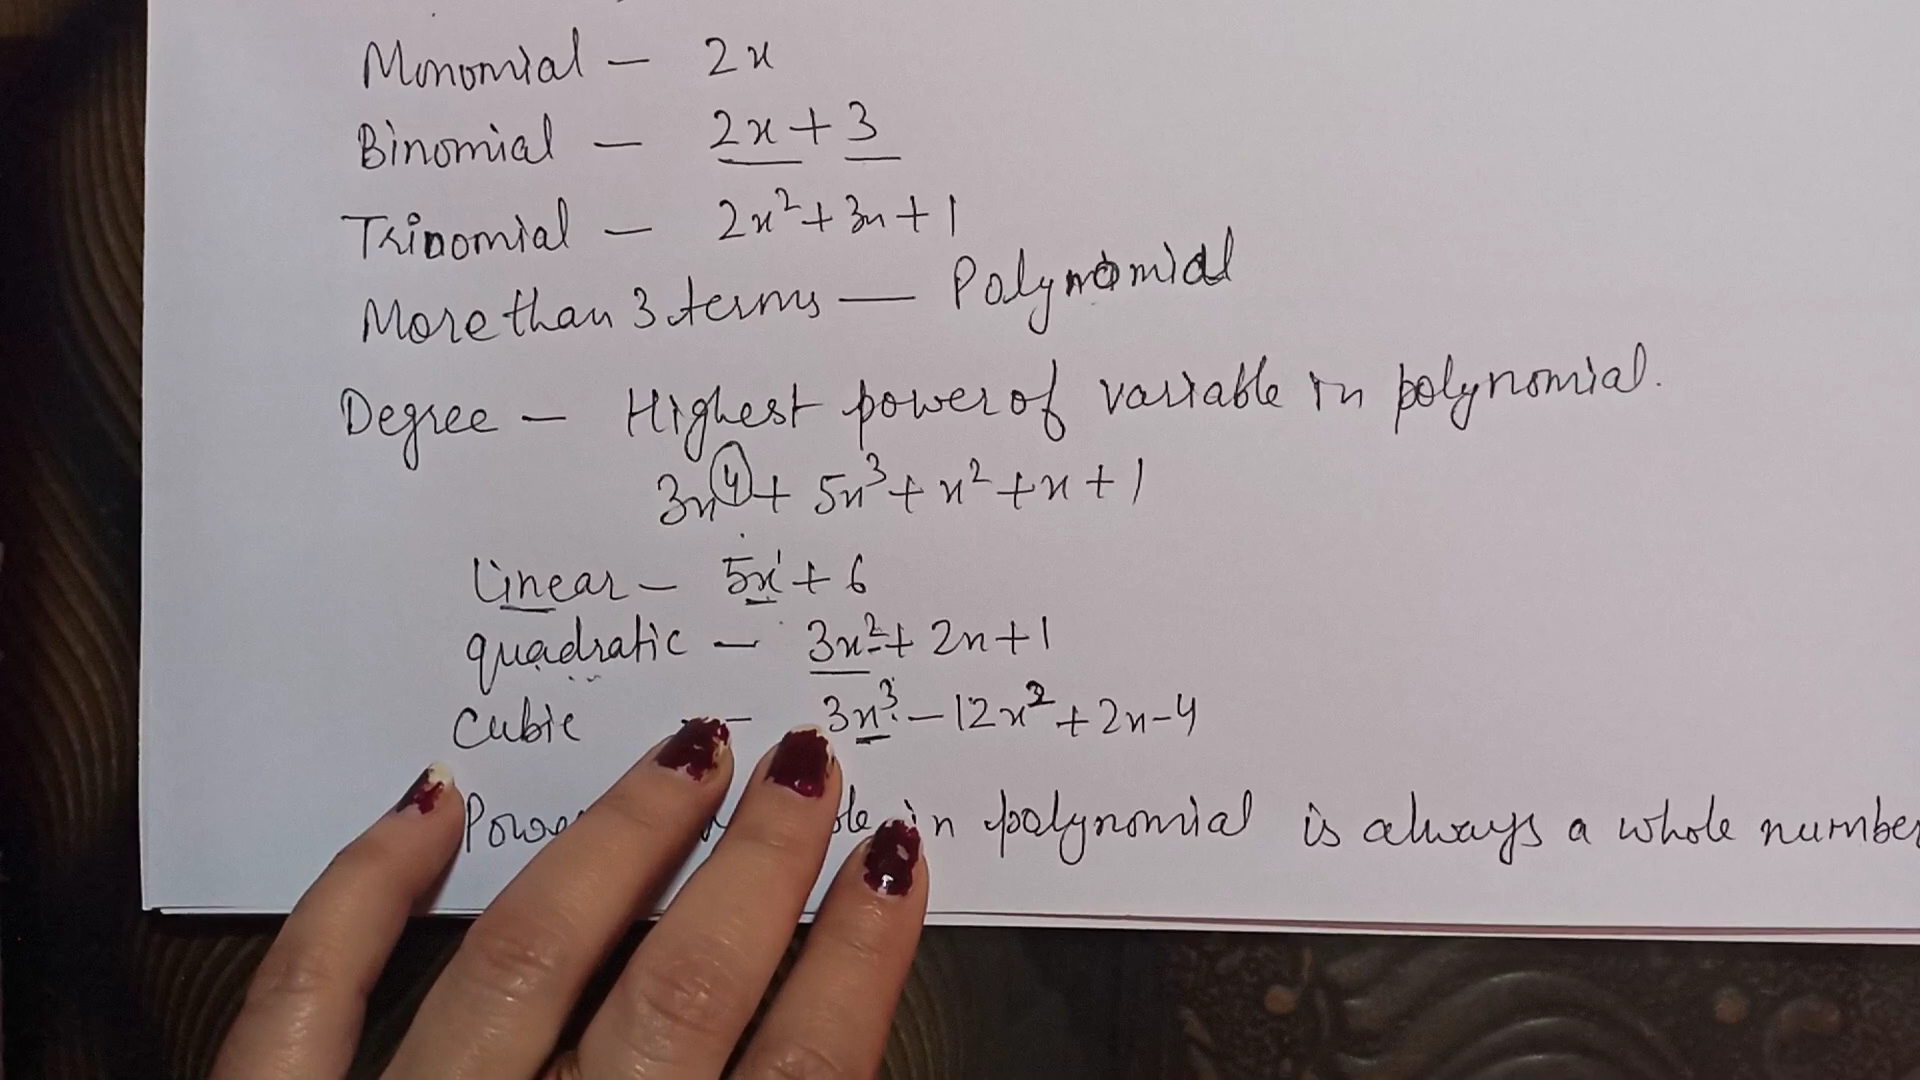 Monomial — 2x
Binomial — 2x + 3
Trinomial — 2x² + 3x + 1
More than 3 terms — Polynomial
Degree — Highest power of variable in polynomial.
3x⁴ + 5x³ + x² + x + 1
Linear — 5x¹ + 6
quadratic — 3x² + 2x + 1
Cubic — 3x³ – 12x² + 2x – 4
in polynomial is always a whole number